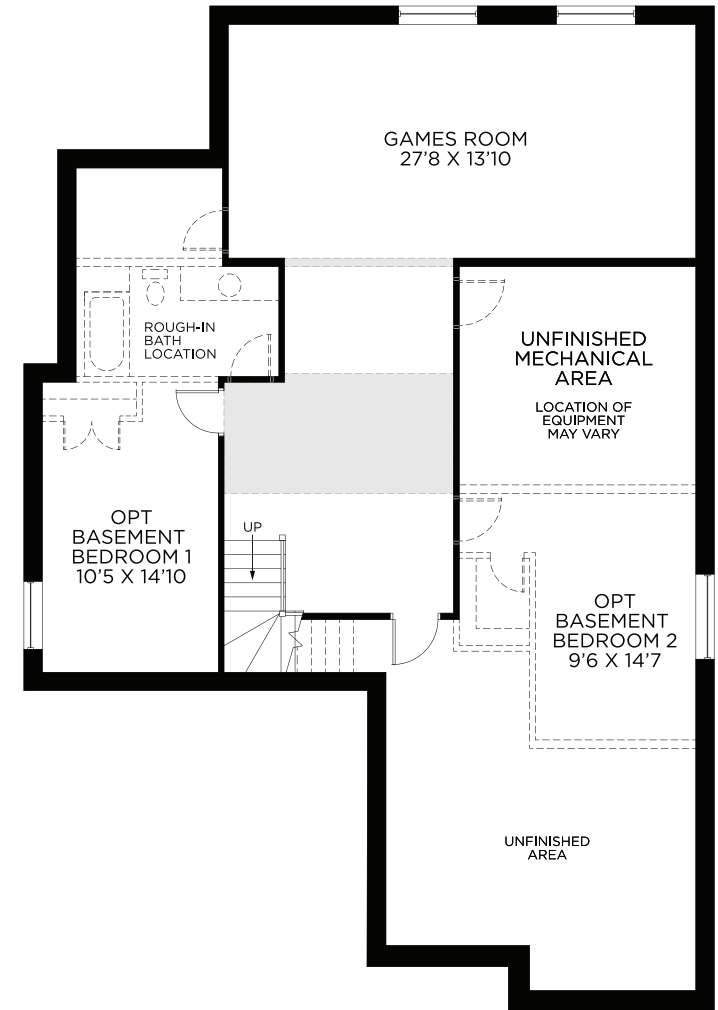 GAMES ROOM
27'8 X 13'10
ROUGH-IN
BATH
LOCATION
UNFINISHED
MECHANICAL
AREA
LOCATION OF
EQUIPMENT
MAY VARY
OPT
BASEMENT
BEDROOM 1
10'5 X 14'10
UP
OPT
BASEMENT
BEDROOM 2
9'6 X 14'7
UNFINISHED
AREA